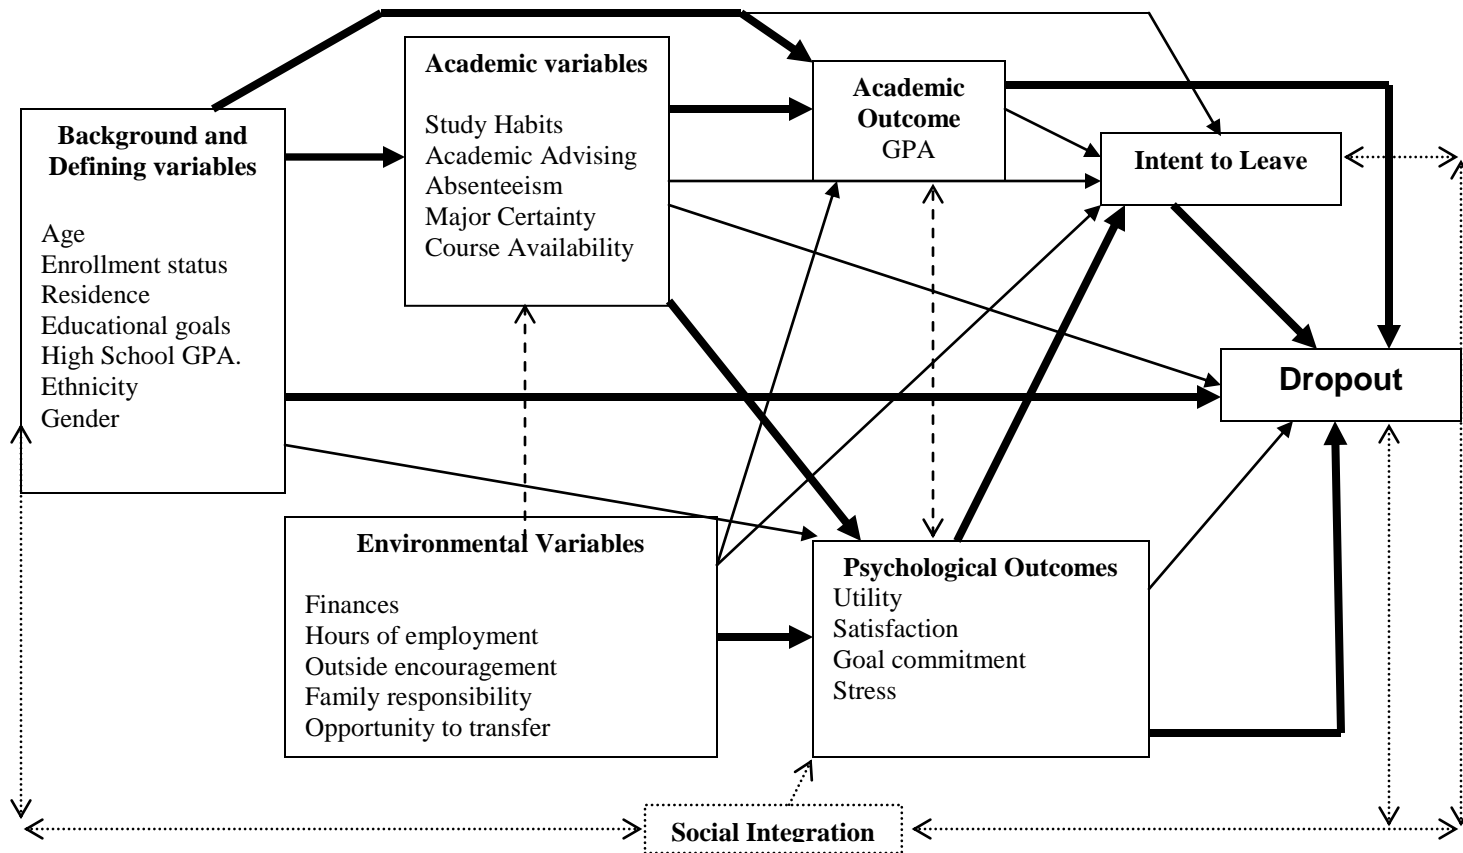 Background and
Defining variables
Age
Enrollment status
Residence
Educational goals
High School GPA.
Ethnicity
Gender
Academic variables
Study Habits
Academic Advising
Absenteeism
Major Certainty
Course Availability
Academic
Outcome
GPA
Intent to Leave
Dropout
Environmental Variables
Finances
Hours of employment
Outside encouragement
Family responsibility
Opportunity to transfer
Psychological Outcomes
Utility
Satisfaction
Goal commitment
Stress
Social Integration